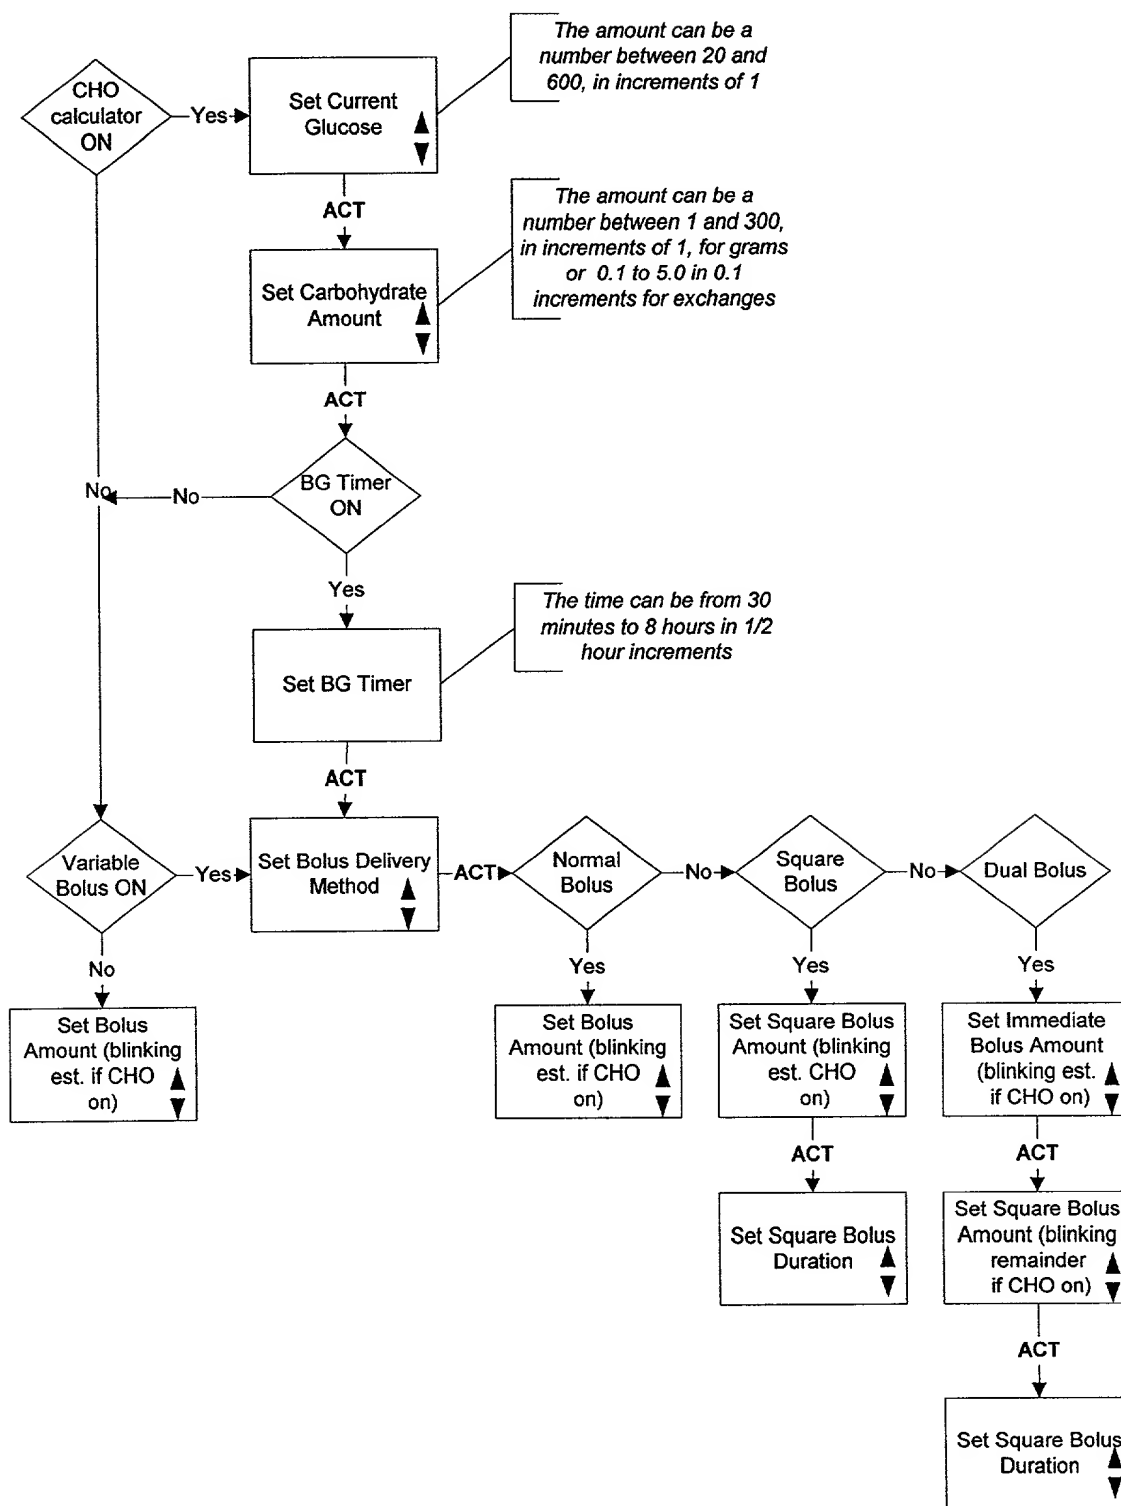 The amount can be a
number between 20 and
600, in increments of 1
CHO
calculator
ON
Yes
Set Current
Glucose
ACT
The amount can be a
number between 1 and 300,
in increments of 1, for grams
or 0.1 to 5.0 in 0.1
increments for exchanges
Set Carbohydrate
Amount
ACT
BG Timer
ON
No
No
Yes
The time can be from 30
minutes to 8 hours in 1/2
hour increments
Set BG Timer
ACT
Variable
Bolus ON
Yes
Set Bolus Delivery
Method
ACT
Normal
Bolus
No
Square
Bolus
No
Dual Bolus
No
Yes
Yes
Yes
Set Bolus
Amount (blinking
est. if CHO
on)
Set Bolus
Amount (blinking
est. if CHO
on)
Set Square Bolus
Amount (blinking
est. CHO
on)
Set Immediate
Bolus Amount
(blinking est.
if CHO on)
ACT
ACT
Set Square Bolus
Duration
Set Square Bolus
Amount (blinking
remainder
if CHO on)
ACT
Set Square Bolus
Duration